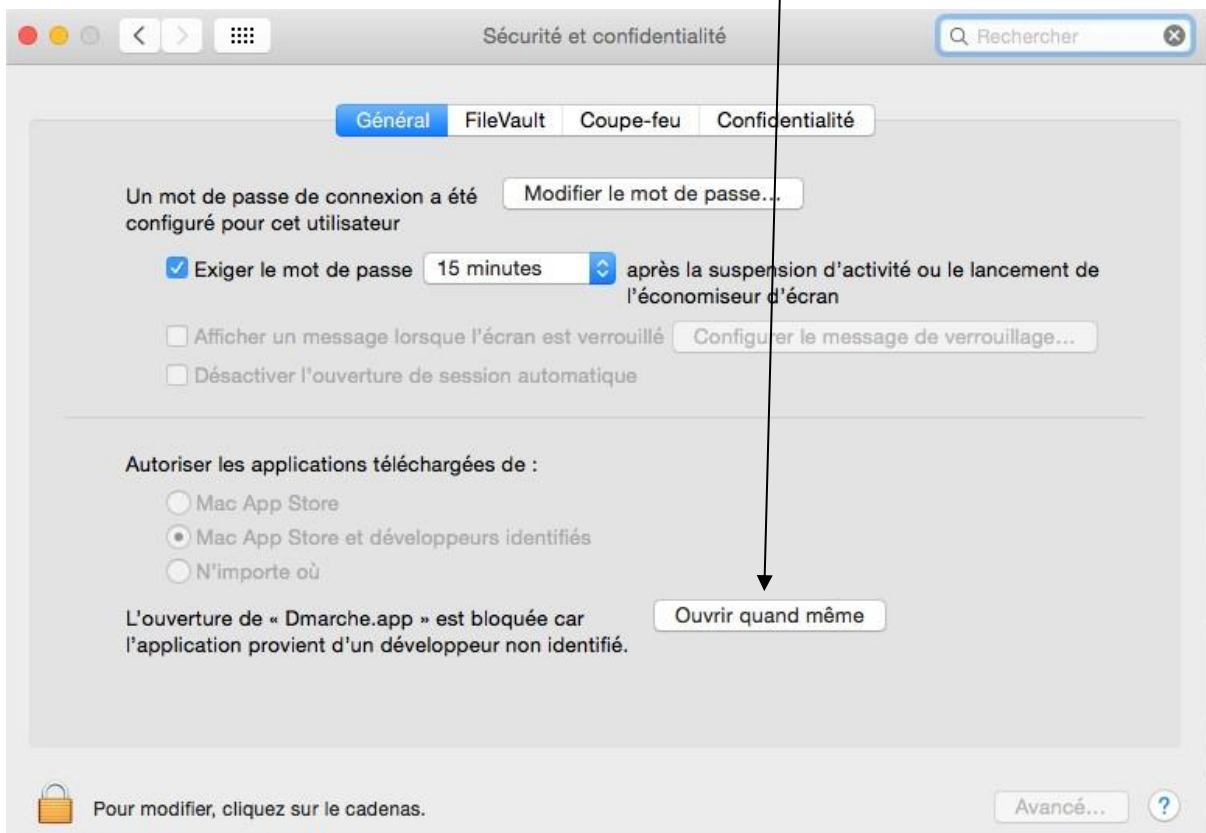 Sécurité et confidentialité
Rechercher
Général FileVault Coupe-feu Confidentialité
Un mot de passe de connexion a été Modifier le mot de passe...
configuré pour cet utilisateur
Exiger le mot de passe 15 minutes après la suspension d'activité ou le lancement de
l'économiseur d'écran
Afficher un message lorsque l'écran est verrouillé Configurer le message de verrouillage...
Désactiver l'ouverture de session automatique
Autoriser les applications téléchargées de :
Mac App Store
Mac App Store et développeurs identifiés
N'importe où
L'ouverture de « Dmarche.app » est bloquée car Ouvrir quand même
l'application provient d'un développeur non identifié.
Pour modifier, cliquez sur le cadenas. Avancé... ?